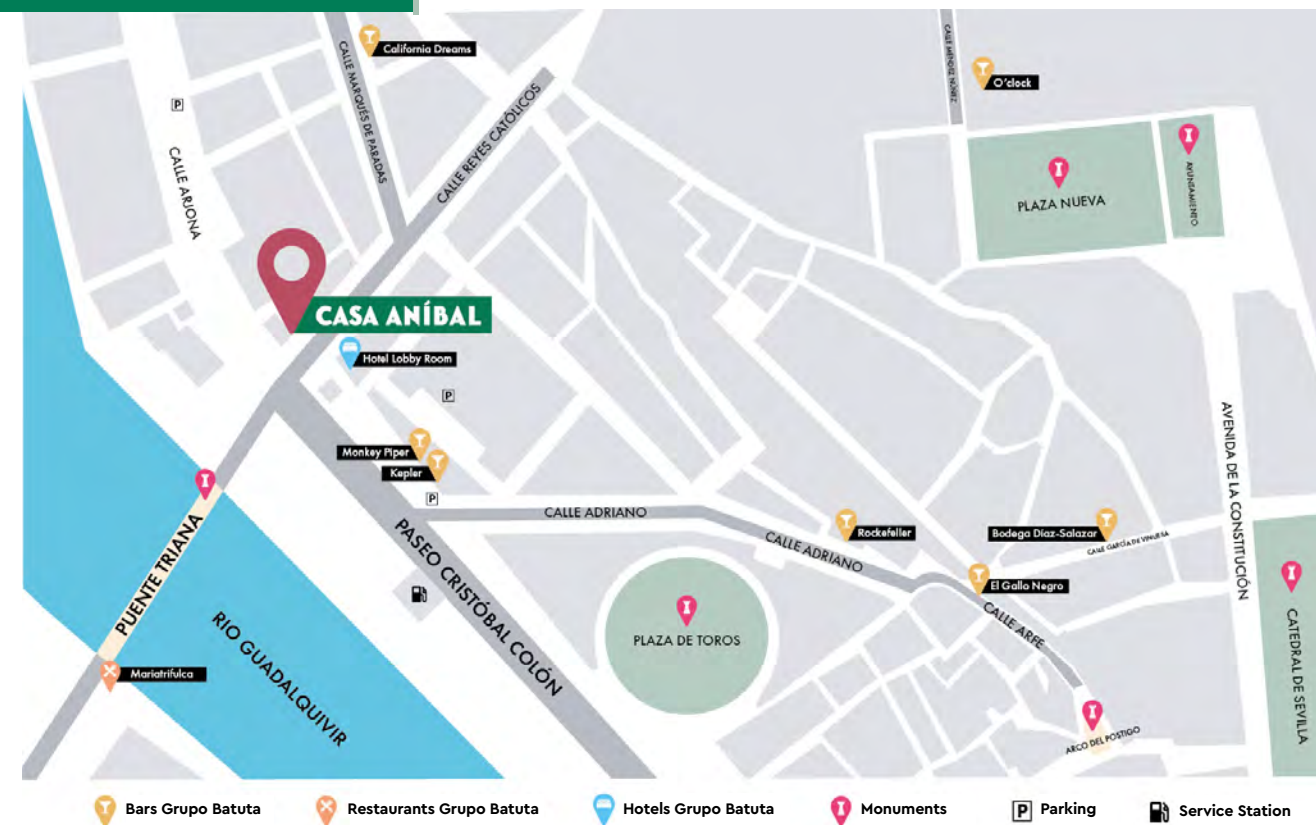 California Dreams
CALLE MARQUÉS DE PARADAS
CALLE REYES CATÓLICOS
CALLE MÉNDEZ NÚÑEZ
O'clock
P
CALLE ARJONA
PLAZA NUEVA
AYUNTAMIENTO
CASA ANÍBAL
Hotel Lobby Room
P
Monkey Piper
Kepler
P
CALLE ADRIANO
CALLE ADRIANO
Rockefeller
Bodega Díaz-Salazar
CALLE GARCÍA DE VINUESA
AVENIDA DE LA CONSTITUCIÓN
El Gallo Negro
CALLE ARFE
PUENTE TRIANA
PASEO CRISTÓBAL COLÓN
PLAZA DE TOROS
RIO GUADALQUIVIR
Mariatrifulca
CATEDRAL DE SEVILLA
ARCO DEL POSTIGO
Bars Grupo Batuta
Restaurants Grupo Batuta
Hotels Grupo Batuta
Monuments
P Parking
Service Station